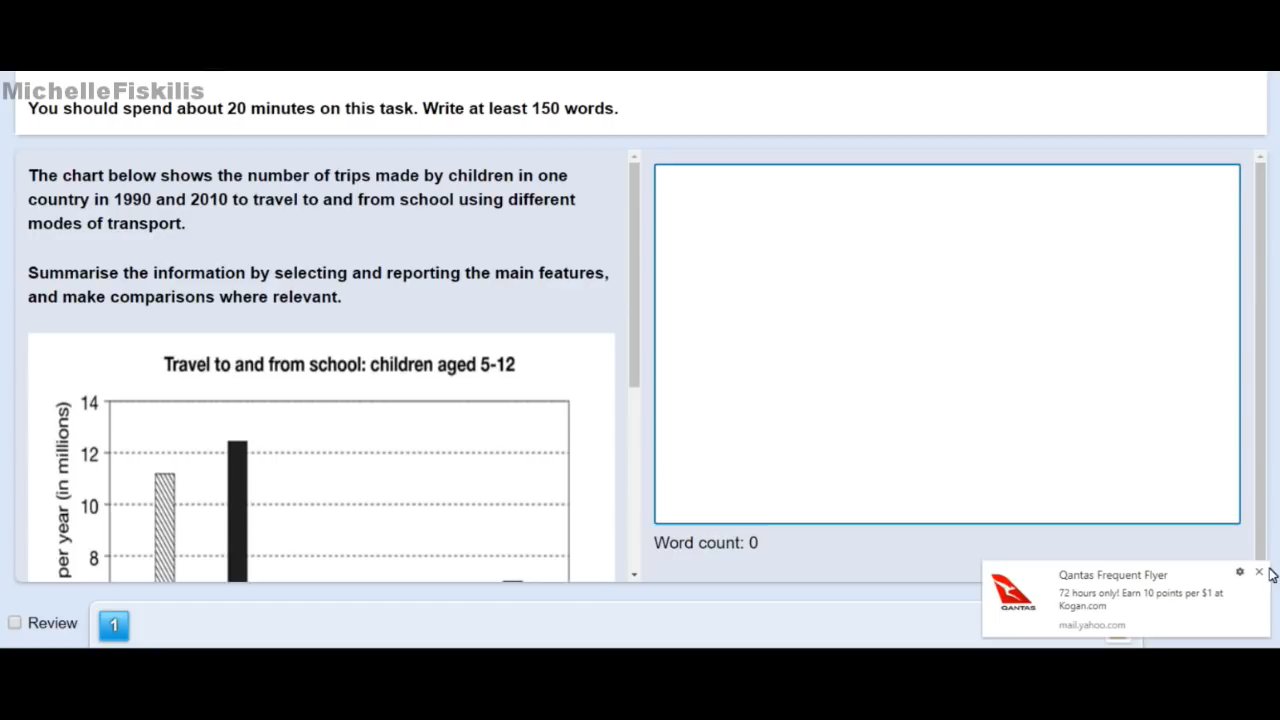 MichelleFiskilis
You should spend about 20 minutes on this task. Write at least 150 words.
The chart below shows the number of trips made by children in one
country in 1990 and 2010 to travel to and from school using different
modes of transport.
Summarise the information by selecting and reporting the main features,
and make comparisons where relevant.
Travel to and from school: children aged 5-12
per year (in millions)
14
12
10
8
Word count: 0
Qantas Frequent Flyer
72 hours only! Earn 10 points per $1 at
Kogan.com
mail.yahoo.com
QANTAS
Review
1